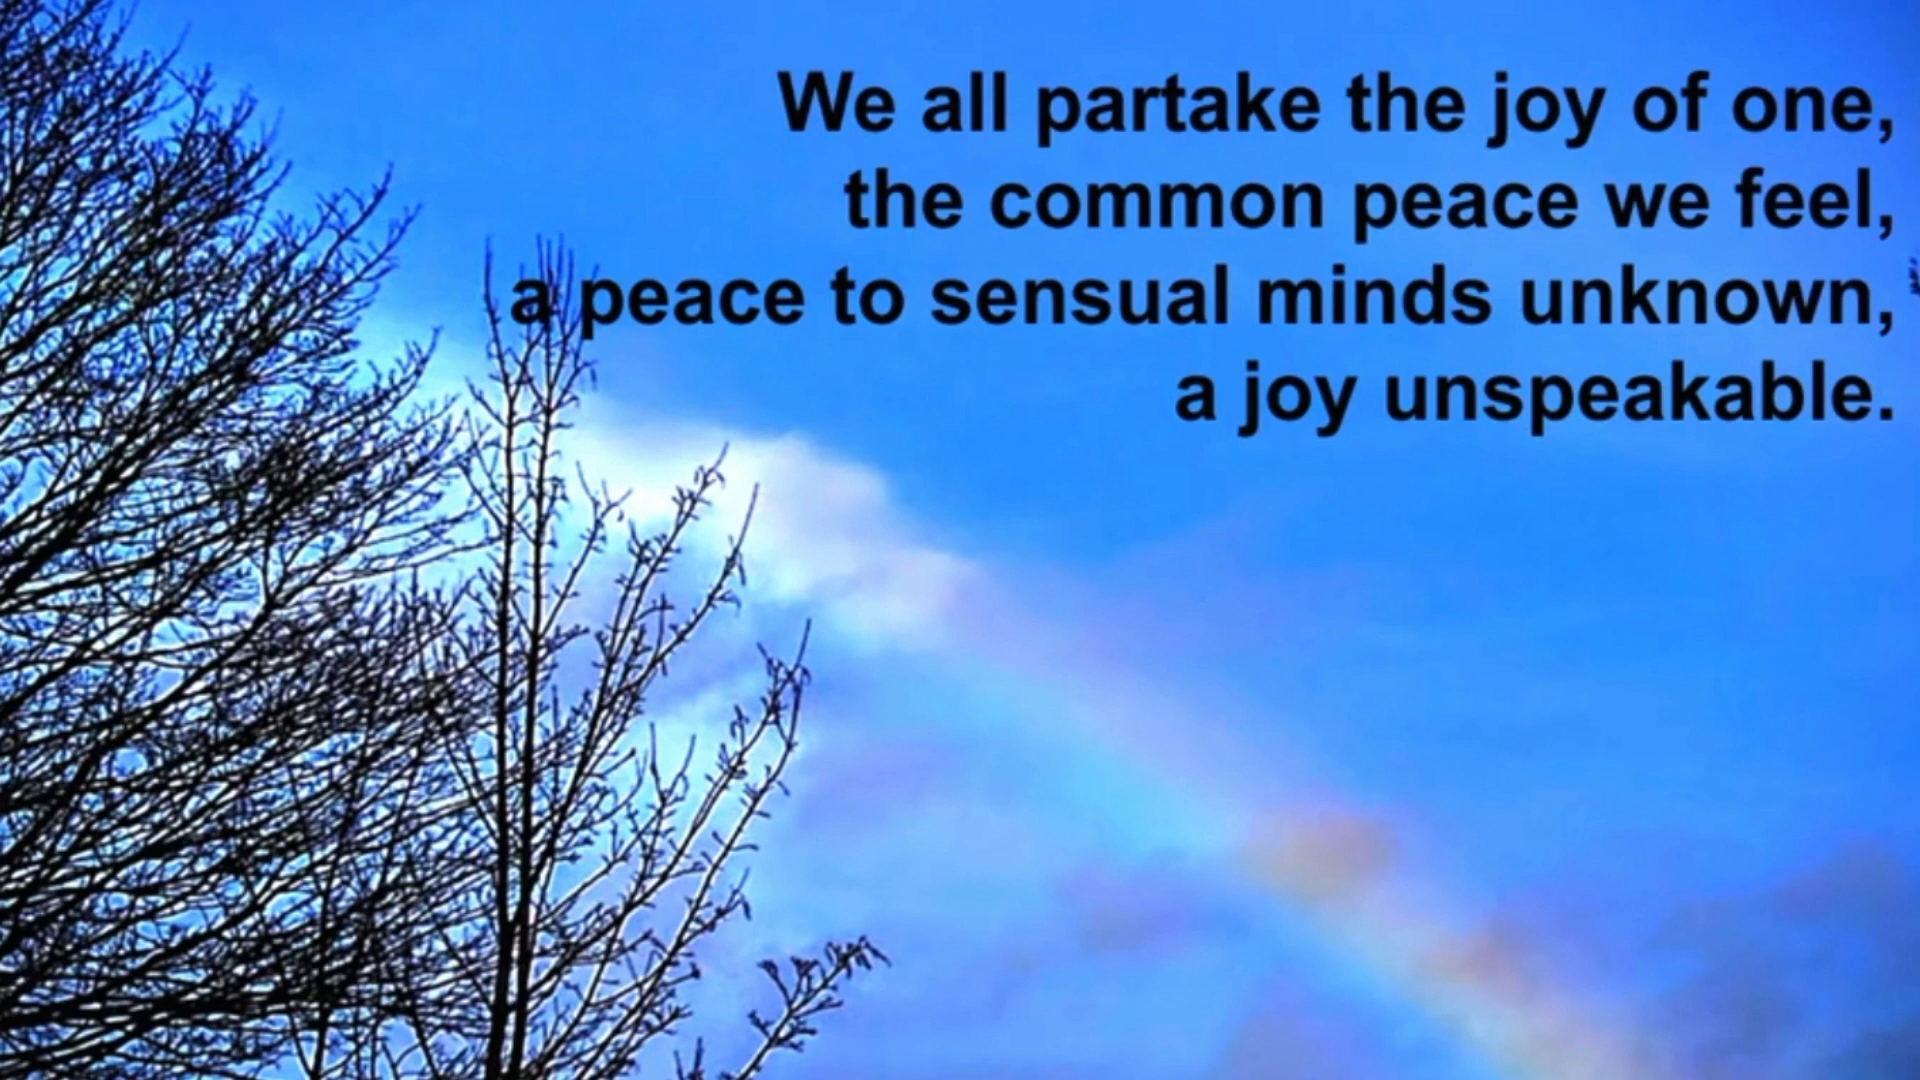 We all partake the joy of one,
the common peace we feel,
a peace to sensual minds unknown,
a joy unspeakable.